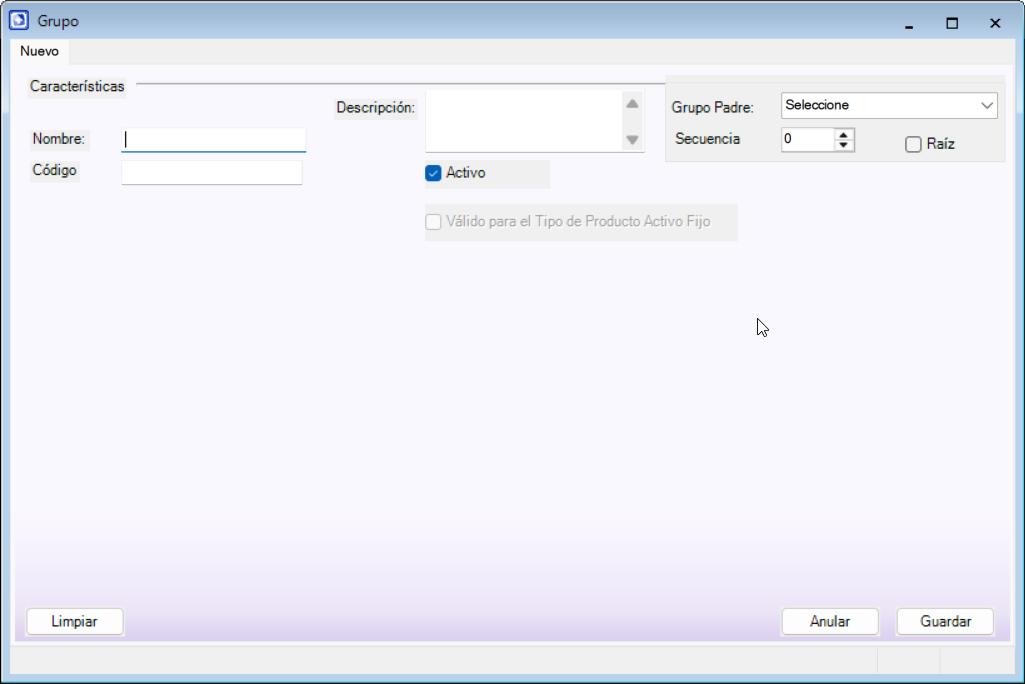 Grupo
Nuevo
Características
Descripción:
Grupo Padre:
Seleccione
Nombre:
Secuencia
0
Raíz
Código
Activo
Válido para el Tipo de Producto Activo Fijo
Limpiar
Anular
Guardar